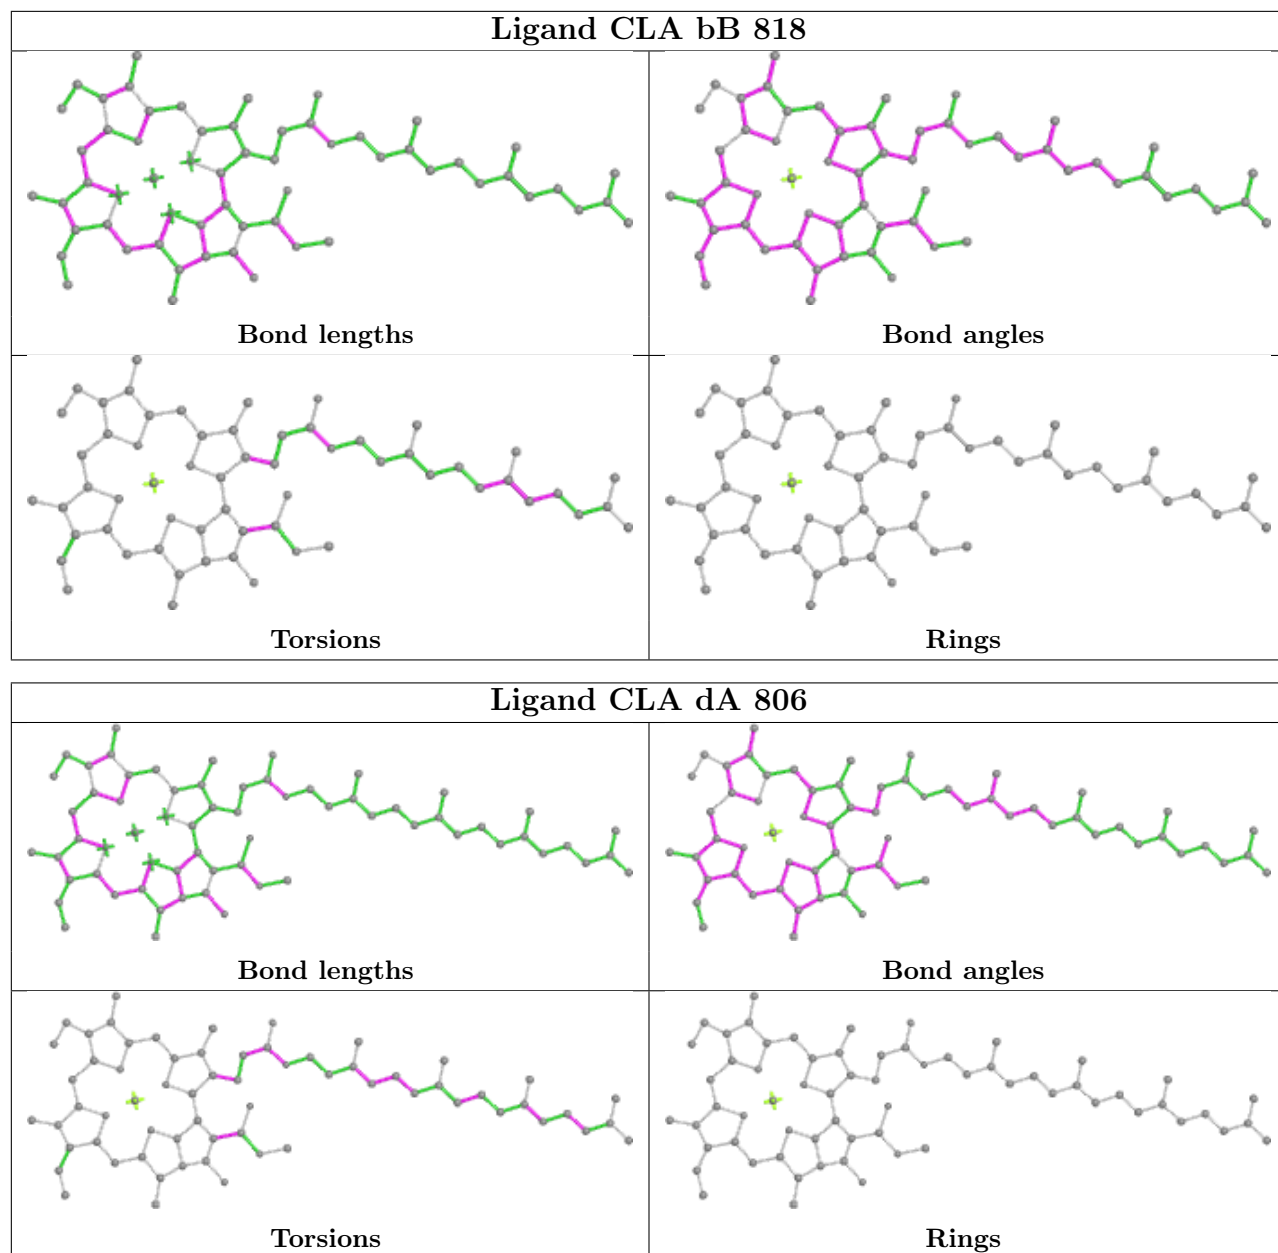 Ligand CLA bB 818
Bond lengths
Bond angles
Torsions
Rings
Ligand CLA dA 806
Bond lengths
Bond angles
Torsions
Rings